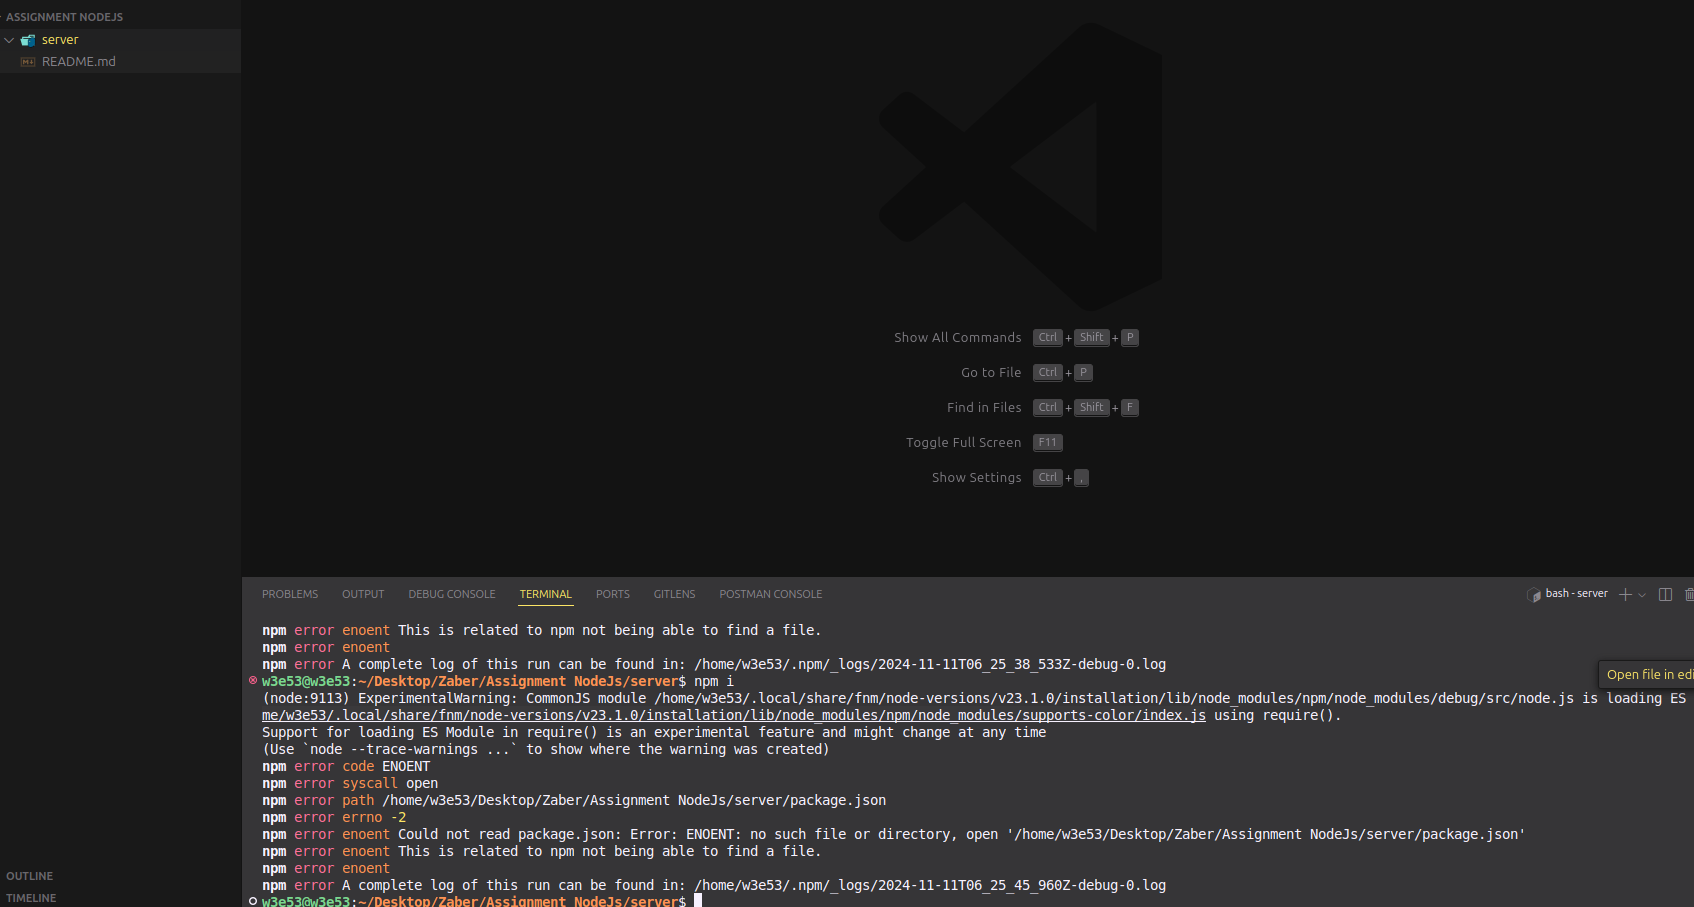 ASSIGNMENT NODEJS
server
README.md
Show All Commands Ctrl + Shift + P
Go to File Ctrl + P
Find in Files Ctrl + Shift + F
Toggle Full Screen F11
Show Settings Ctrl + ,
PROBLEMS OUTPUT DEBUG CONSOLE TERMINAL PORTS GITLENS POSTMAN CONSOLE
bash - server
npm error enoent This is related to npm not being able to find a file.
npm error enoent
npm error A complete log of this run can be found in: /home/w3e53/.npm/_logs/2024-11-11T06_25_38_533Z-debug-0.log
Open file in edi
w3e53@w3e53:~/Desktop/Zaber/Assignment NodeJs/server$ npm i
(node:9113) ExperimentalWarning: CommonJS module /home/w3e53/.local/share/fnm/node-versions/v23.1.0/installation/lib/node_modules/npm/node_modules/debug/src/node.js is loading ES
me/w3e53/.local/share/fnm/node-versions/v23.1.0/installation/lib/node_modules/npm/node_modules/supports-color/index.js using require().
Support for loading ES Module in require() is an experimental feature and might change at any time
(Use `node --trace-warnings ...` to show where the warning was created)
npm error code ENOENT
npm error syscall open
npm error path /home/w3e53/Desktop/Zaber/Assignment NodeJs/server/package.json
npm error errno -2
npm error enoent Could not read package.json: Error: ENOENT: no such file or directory, open '/home/w3e53/Desktop/Zaber/Assignment NodeJs/server/package.json'
npm error enoent This is related to npm not being able to find a file.
npm error enoent
npm error A complete log of this run can be found in: /home/w3e53/.npm/_logs/2024-11-11T06_25_45_960Z-debug-0.log
w3e53@w3e53:~/Desktop/Zaber/Assignment NodeJs/server$
OUTLINE
TIMELINE